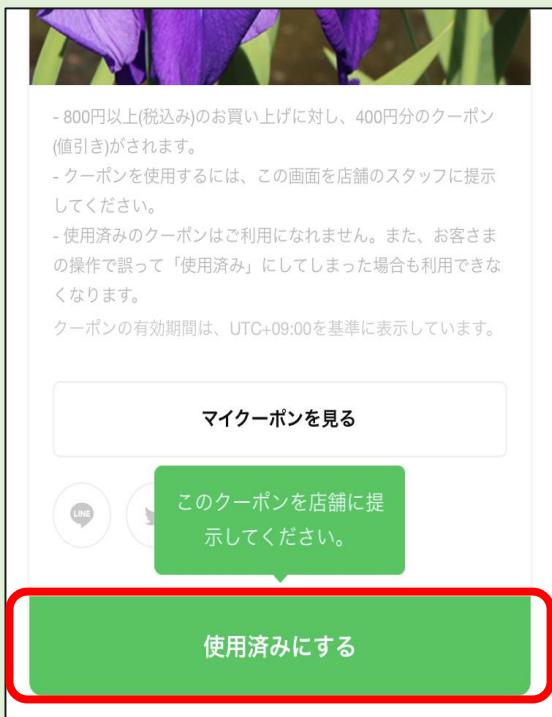 - 800円以上(税込み)のお買い上げに対し、400円分のクーポン
(値引き)がされます。
- クーポンを使用するには、この画面を店舗のスタッフに提示
してください。
- 使用済みのクーポンはご利用になれません。また、お客さま
の操作で誤って「使用済み」にしてしまった場合も利用できな
くなります。
クーポンの有効期間は、UTC+09:00を基準に表示しています。
マイクーポンを見る
このクーポンを店舗に提
示してください。
LINE
使用済みにする